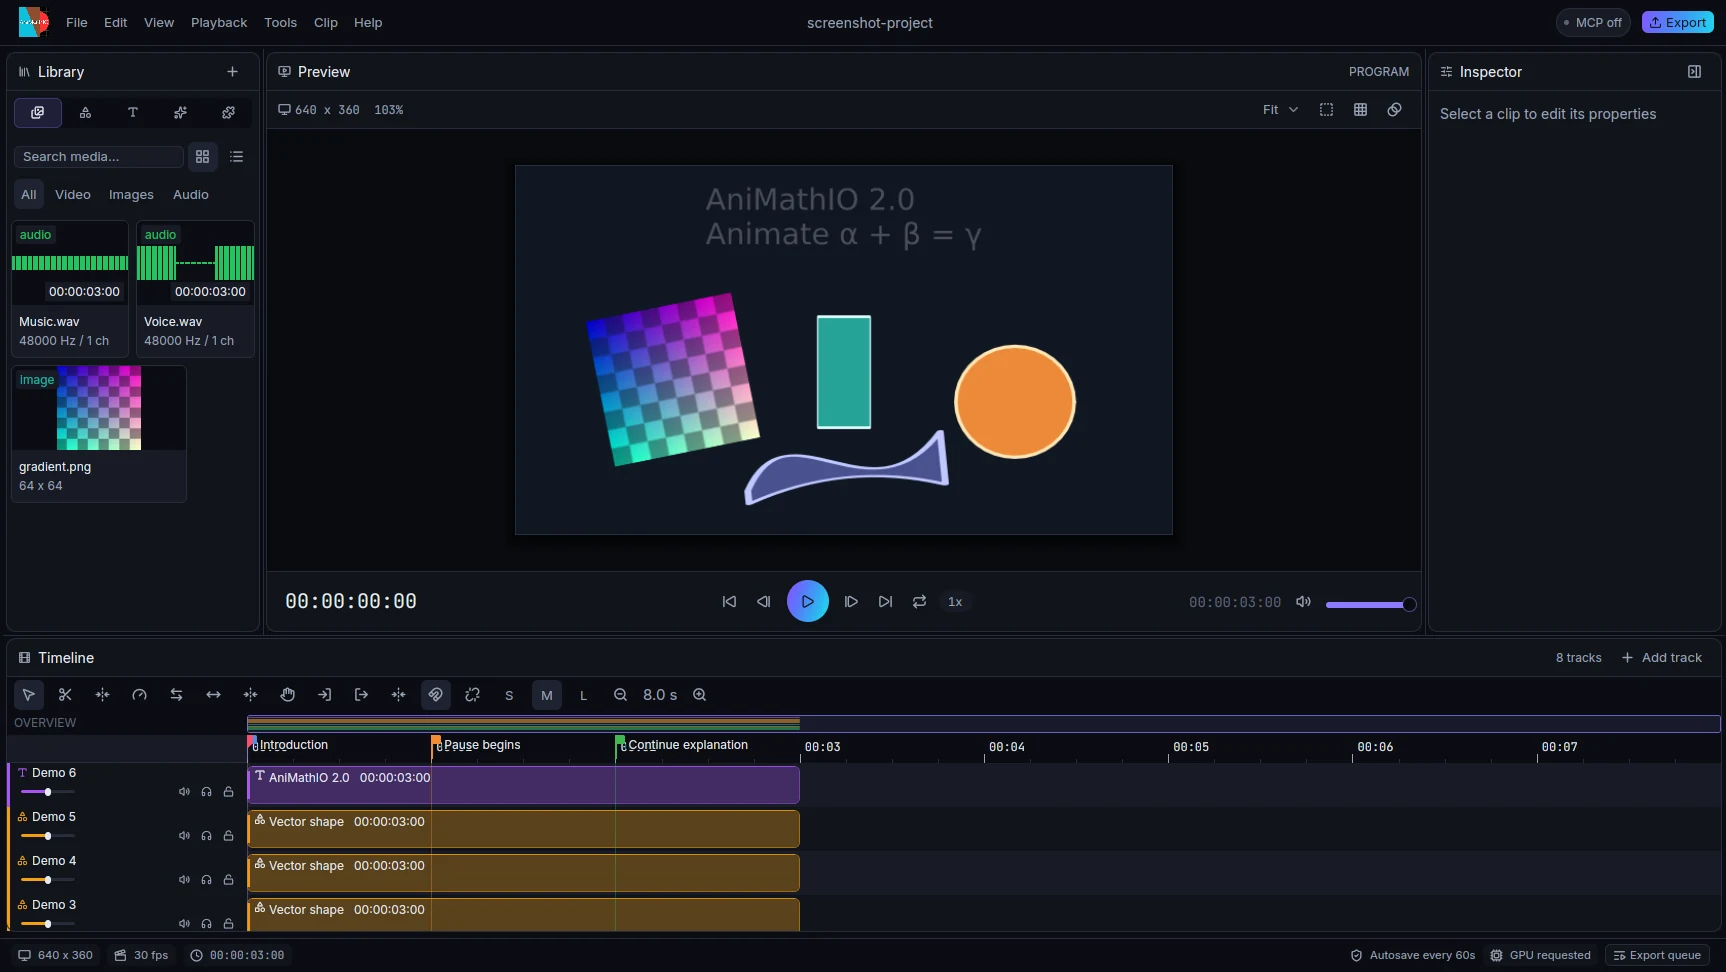 File Edit View Playback Tools Clip Help
screenshot-project
MCP off
Export
Library
Search media...
All Video Images Audio
audio
00:00:03:00
Music.wav
48000 Hz / 1 ch
audio
00:00:03:00
Voice.wav
48000 Hz / 1 ch
image
gradient.png
64 x 64
Preview
PROGRAM
640 x 360 103%
Fit
AniMathIO 2.0
Animate α + β = γ
00:00:00:00
1x
00:00:03:00
Inspector
Select a clip to edit its properties
Timeline
8 tracks
Add track
S M L
8.0 s
OVERVIEW
Introduction
Pause begins
Continue explanation
00:03 00:04 00:05 00:06 00:07
Demo 6
AniMathIO 2.0 00:00:03:00
Demo 5
Vector shape 00:00:03:00
Demo 4
Vector shape 00:00:03:00
Demo 3
Vector shape 00:00:03:00
640 x 360
30 fps
00:00:03:00
Autosave every 60s
GPU requested
Export queue